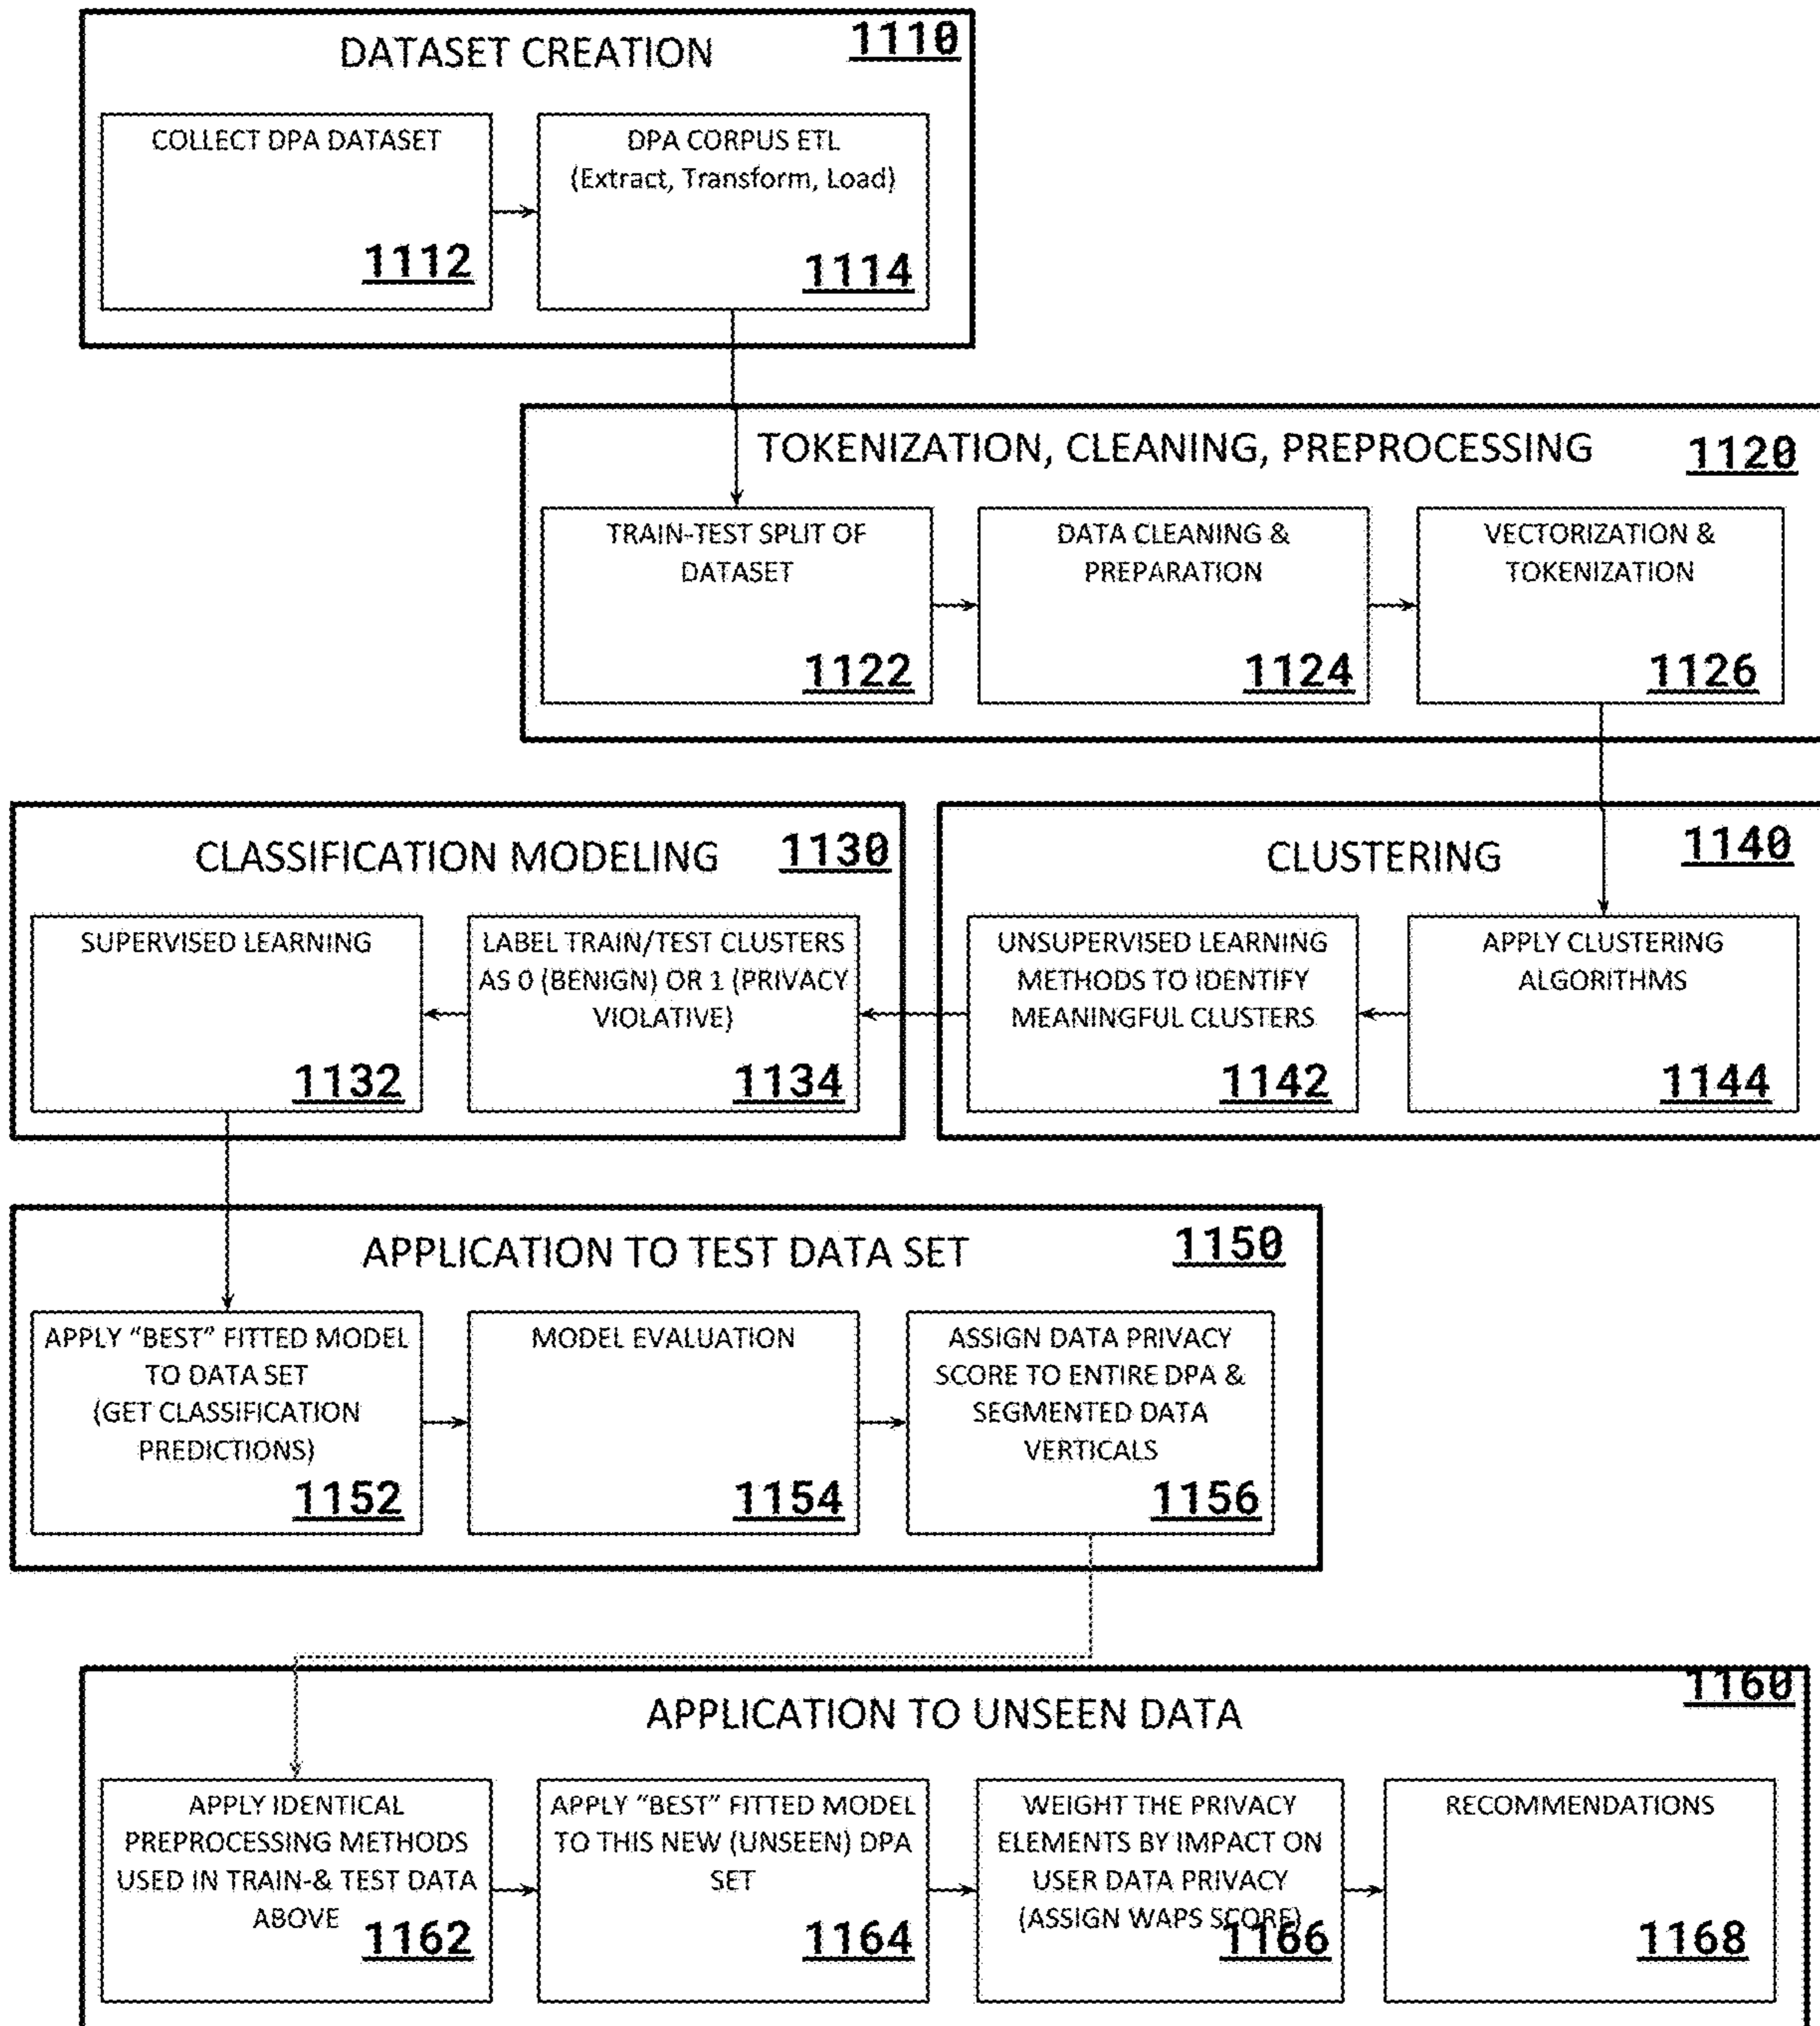 DATASET CREATION
1110
COLLECT DPA DATASET
1112
DPA CORPUS ETL
(Extract, Transform, Load)
1114
TOKENIZATION, CLEANING, PREPROCESSING
1120
TRAIN-TEST SPLIT OF
DATASET
1122
DATA CLEANING &
PREPARATION
1124
VECTORIZATION &
TOKENIZATION
1126
CLASSIFICATION MODELING
1130
SUPERVISED LEARNING
1132
LABEL TRAIN/TEST CLUSTERS
AS 0 (BENIGN) OR 1 (PRIVACY
VIOLATIVE)
1134
CLUSTERING
1140
UNSUPERVISED LEARNING
METHODS TO IDENTIFY
MEANINGFUL CLUSTERS
1142
APPLY CLUSTERING
ALGORITHMS
1144
APPLICATION TO TEST DATA SET
1150
APPLY “BEST” FITTED MODEL
TO DATA SET
(GET CLASSIFICATION
PREDICTIONS)
1152
MODEL EVALUATION
1154
ASSIGN DATA PRIVACY
SCORE TO ENTIRE DPA &
SEGMENTED DATA
VERTICALS
1156
APPLICATION TO UNSEEN DATA
1160
APPLY IDENTICAL
PREPROCESSING METHODS
USED IN TRAIN-& TEST DATA
ABOVE
1162
APPLY “BEST” FITTED MODEL
TO THIS NEW (UNSEEN) DPA
SET
1164
WEIGHT THE PRIVACY
ELEMENTS BY IMPACT ON
USER DATA PRIVACY
(ASSIGN WAPS SCORE)
1166
RECOMMENDATIONS
1168